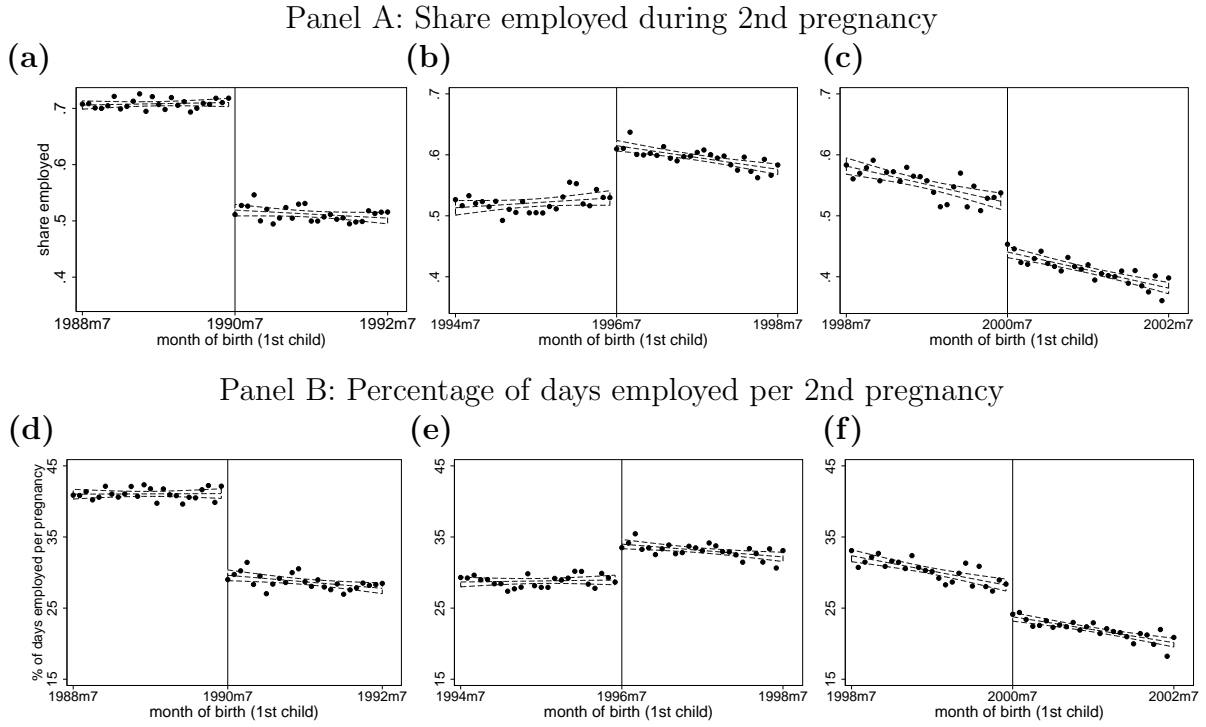 Panel A: Share employed during 2nd pregnancy
(a) (b) (c)
share employed
.7
.6
.5
.4
1988m7 1990m7 1992m7
month of birth (1st child)
.7
.6
.5
.4
1994m7 1996m7 1998m7
month of birth (1st child)
.7
.6
.5
.4
1998m7 2000m7 2002m7
month of birth (1st child)
Panel B: Percentage of days employed per 2nd pregnancy
(d) (e) (f)
% of days employed per pregnancy
45
35
25
15
1988m7 1990m7 1992m7
month of birth (1st child)
45
35
25
15
1994m7 1996m7 1998m7
month of birth (1st child)
45
35
25
15
1998m7 2000m7 2002m7
month of birth (1st child)